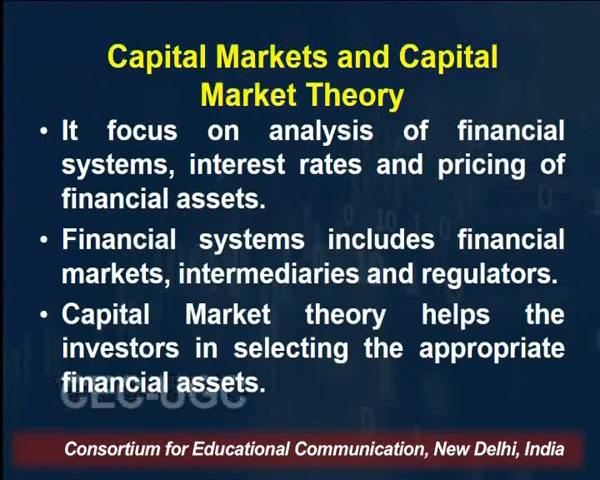 Capital Markets and Capital
Market Theory
• It focus on analysis of financial
systems, interest rates and pricing of
financial assets.
• Financial systems includes financial
markets, intermediaries and regulators.
• Capital Market theory helps the
investors in selecting the appropriate
financial assets.
CEC-UGC
Consortium for Educational Communication, New Delhi, India